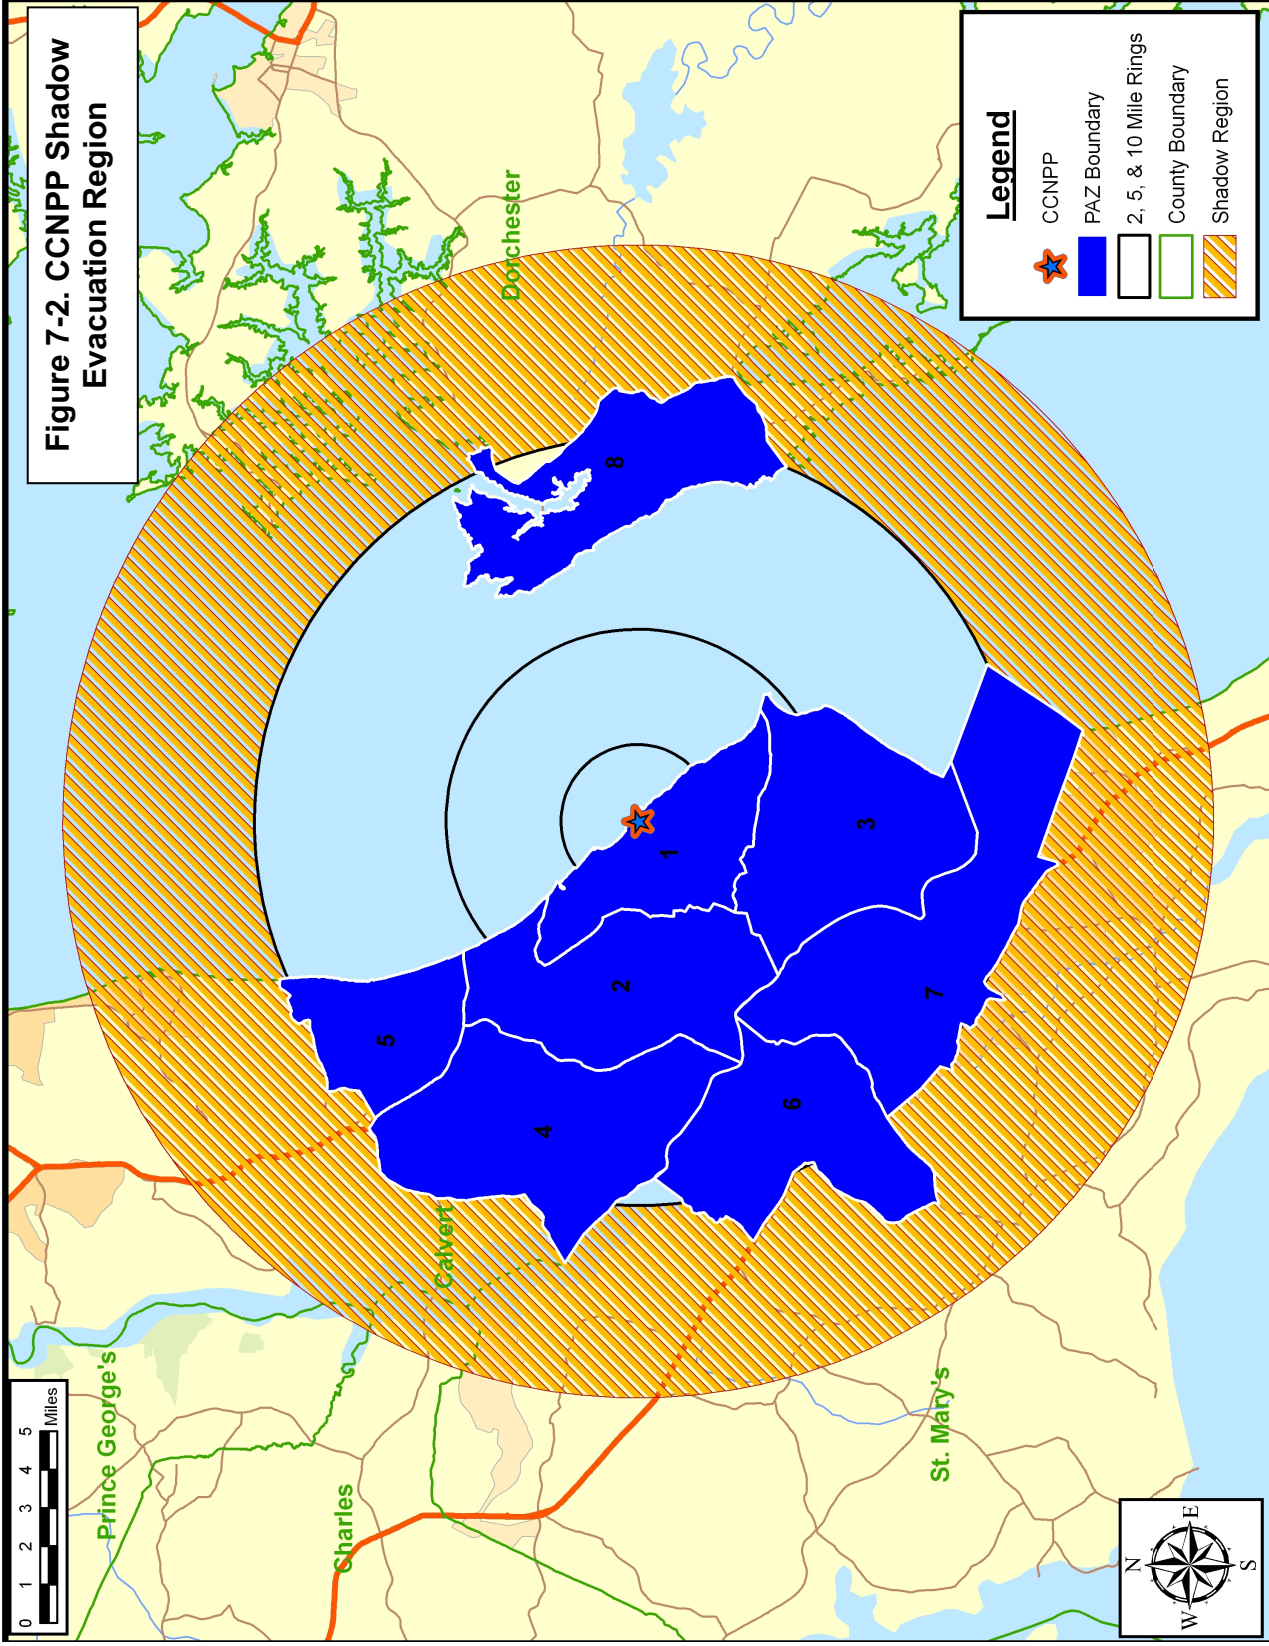 Figure 7-2. CCNPP Shadow
Evacuation Region
0 1 2 3 4 5
Miles
Prince George's
Charles
Calvert
Dorchester
St. Mary's
5
4
2
1
8
6
3
7
Legend
CCNPP
PAZ Boundary
2, 5, & 10 Mile Rings
County Boundary
Shadow Region
N
W
E
S